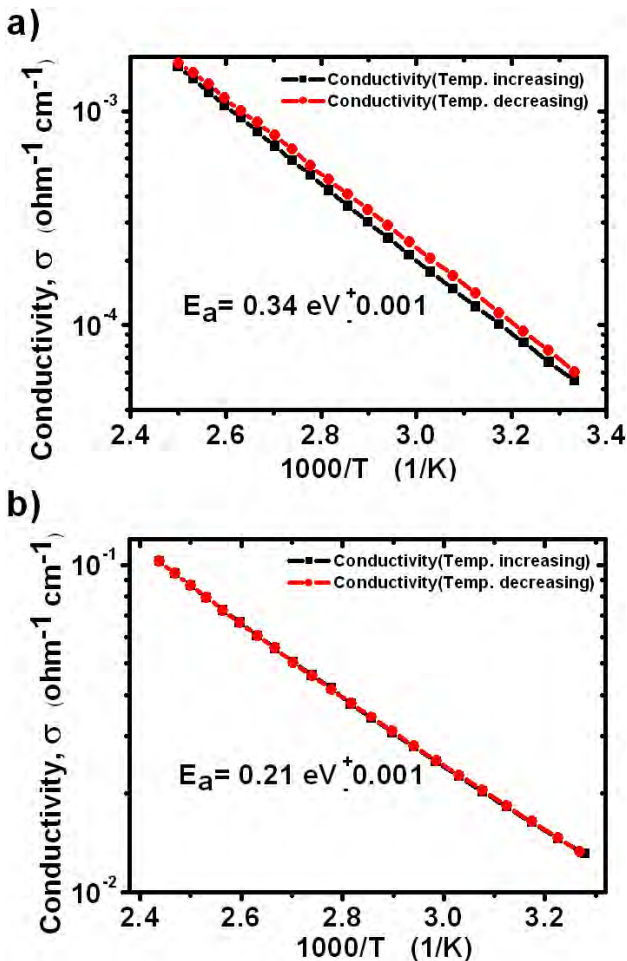 a)
Conductivity, σ (ohm⁻¹ cm⁻¹)
10⁻³
10⁻⁴
Conductivity(Temp. increasing)
Conductivity(Temp. decreasing)
Ea= 0.34 eV +- 0.001
2.4 2.6 2.8 3.0 3.2 3.4
1000/T (1/K)
b)
Conductivity, σ (ohm⁻¹ cm⁻¹)
10⁻¹
10⁻²
Conductivity(Temp. increasing)
Conductivity(Temp. decreasing)
Ea= 0.21 eV +- 0.001
2.4 2.6 2.8 3.0 3.2
1000/T (1/K)